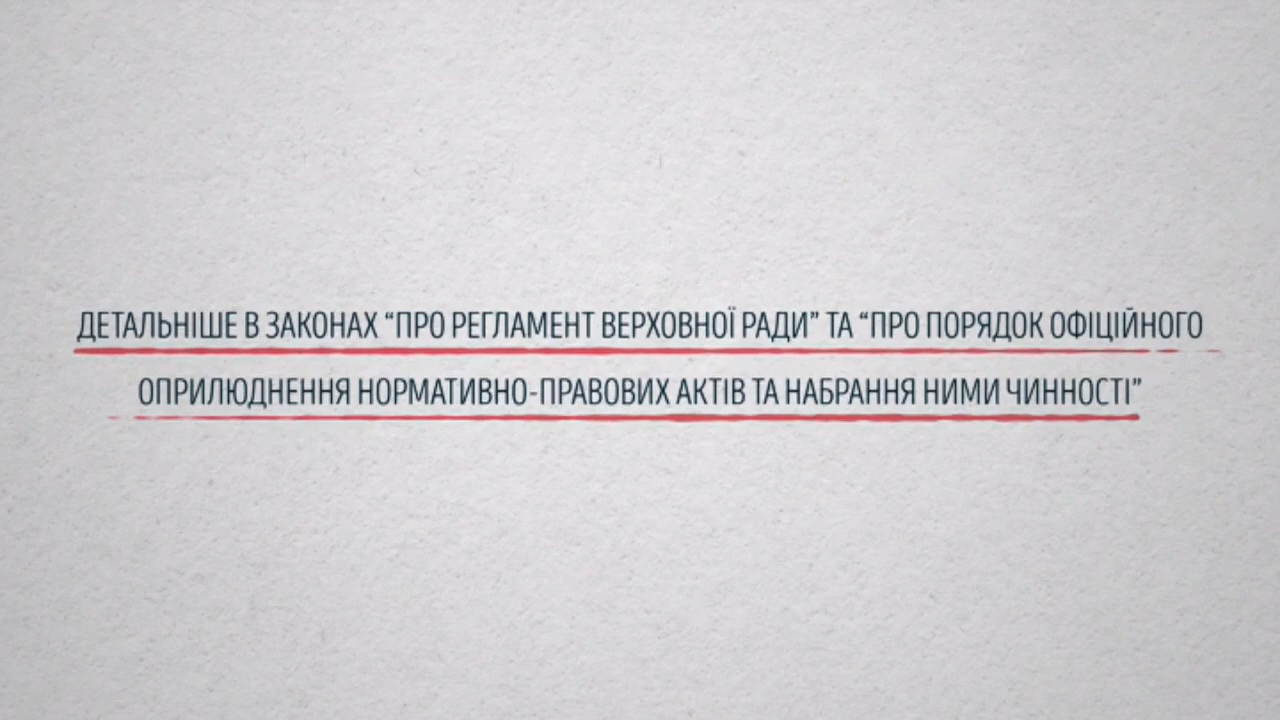 ДЕТАЛЬНІШЕ В ЗАКОНАХ “ПРО РЕГЛАМЕНТ ВЕРХОВНОЇ РАДИ” ТА “ПРО ПОРЯДОК ОФІЦІЙНОГО
ОПРИЛЮДНЕННЯ НОРМАТИВНО-ПРАВОВИХ АКТІВ ТА НАБРАННЯ НИМИ ЧИННОСТІ”